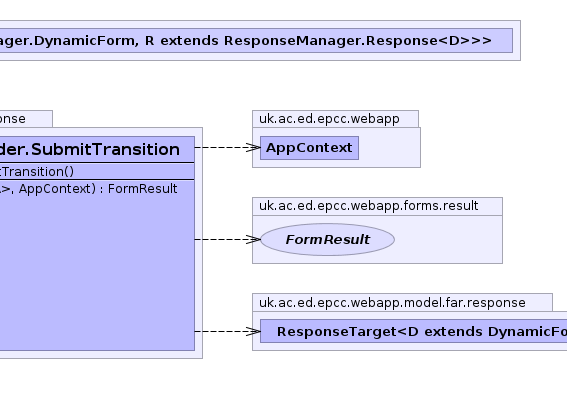 ager.DynamicForm, R extends ResponseManager.Response<D>>>
onse
der.SubmitTransition
tTransition()
A>, AppContext) : FormResult
uk.ac.ed.epcc.webapp
AppContext
uk.ac.ed.epcc.webapp.forms.result
FormResult
uk.ac.ed.epcc.webapp.model.far.response
ResponseTarget<D extends DynamicFo